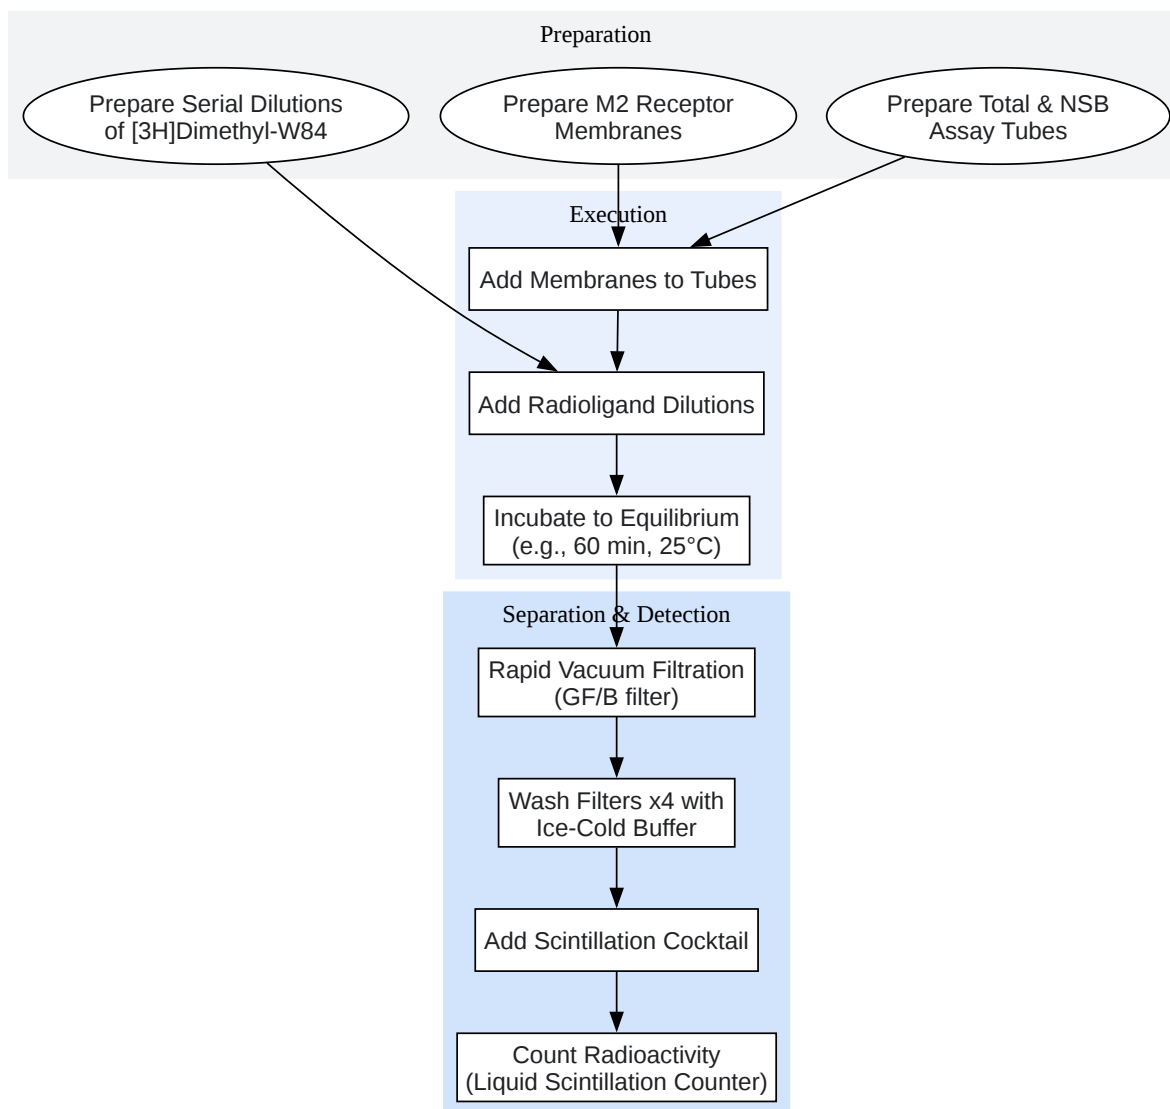 Preparation
Prepare Serial Dilutions
of [3H]Dimethyl-W84
Prepare M2 Receptor
Membranes
Prepare Total & NSB
Assay Tubes
Execution
Add Membranes to Tubes
Add Radioligand Dilutions
Incubate to Equilibrium
(e.g., 60 min, 25°C)
Separation & Detection
Rapid Vacuum Filtration
(GF/B filter)
Wash Filters x4 with
Ice-Cold Buffer
Add Scintillation Cocktail
Count Radioactivity
(Liquid Scintillation Counter)